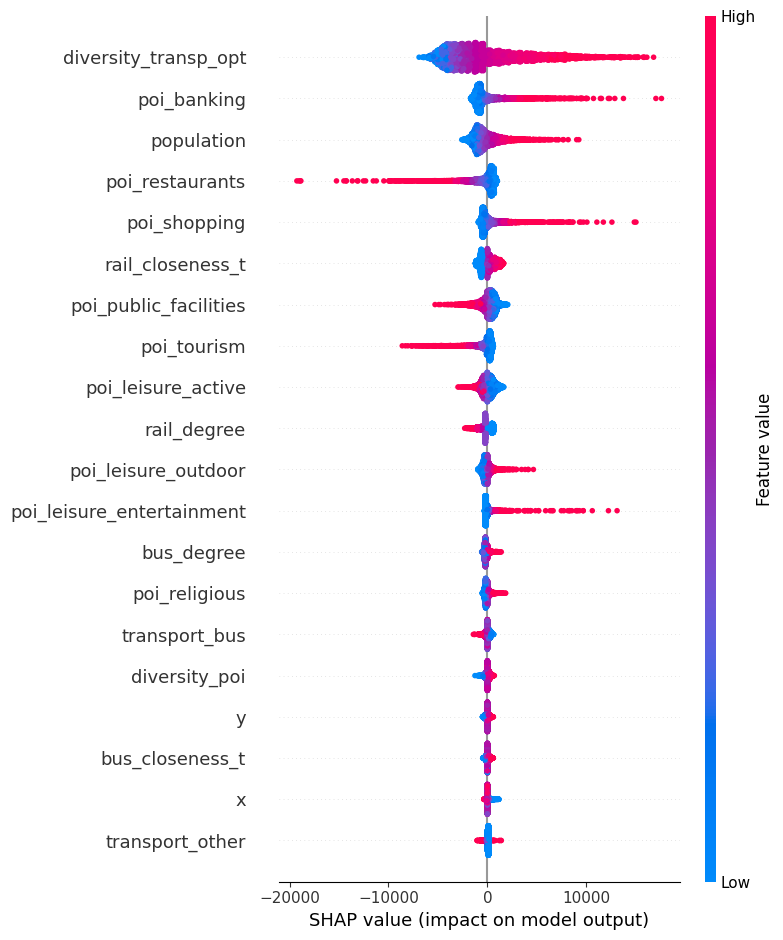 High
diversity_transp_opt
poi_banking
population
poi_restaurants
poi_shopping
rail_closeness_t
poi_public_facilities
poi_tourism
poi_leisure_active
rail_degree
poi_leisure_outdoor
poi_leisure_entertainment
bus_degree
poi_religious
transport_bus
diversity_poi
y
bus_closeness_t
x
transport_other
Feature value
Low
−20000 −10000 0 10000
SHAP value (impact on model output)